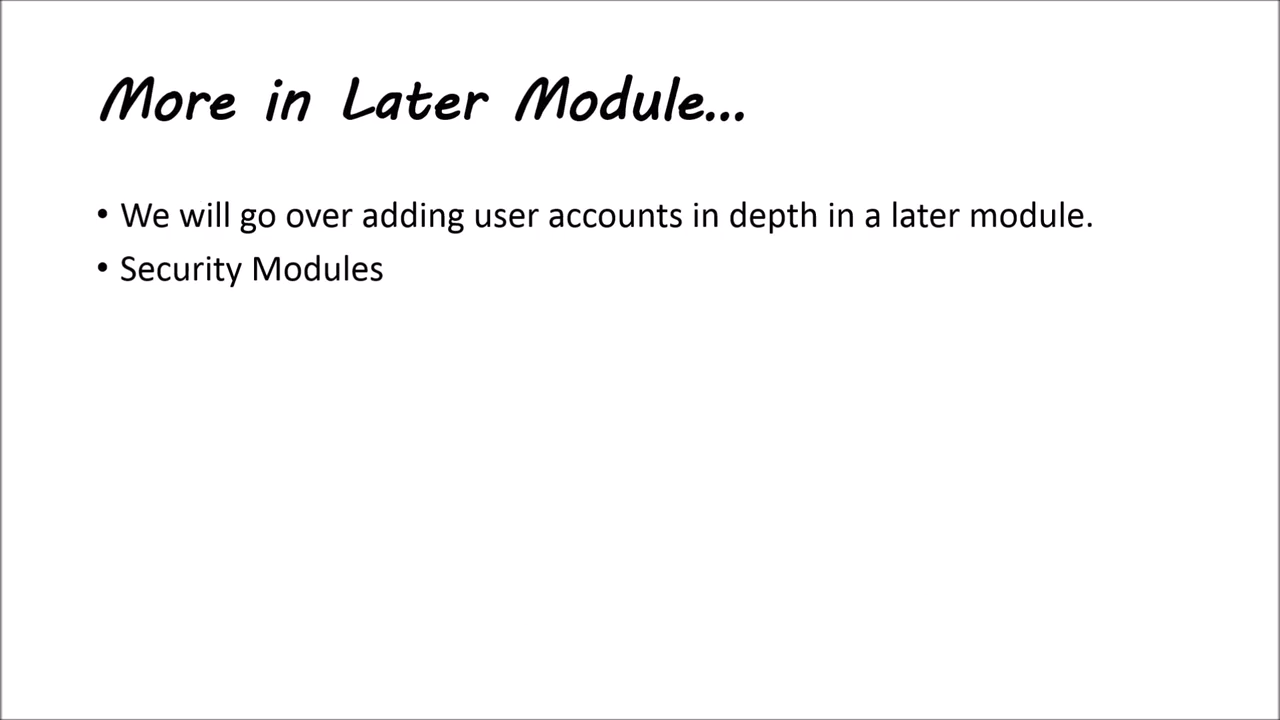 More in Later Module...
• We will go over adding user accounts in depth in a later module.
• Security Modules